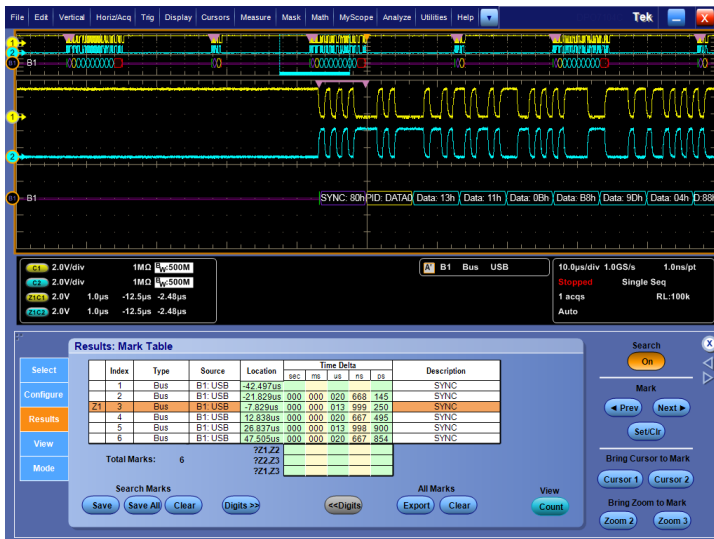 File Edit Vertical Horiz/Acq Trig Display Cursors Measure Mask Math MyScope Analyze Utilities Help Tek X
1
2
B1 B1
1
2
B1 B1 SYNC: 80h PID: DATA0 Data: 13h Data: 11h Data: 0Bh Data: B8h Data: 9Dh Data: 04h D:88h
C1 2.0V/div 1MΩ BW:500M
C2 2.0V/div 1MΩ BW:500M
Z1C1 2.0V 1.0µs -12.5µs -2.48µs
Z1C2 2.0V 1.0µs -12.5µs -2.48µs
A' B1 Bus USB
10.0µs/div 1.0GS/s 1.0ns/pt
Stopped Single Seq
1 acqs RL:100k
Auto
Results: Mark Table
Select
Configure
Results
View
Mode
Index Type Source Location Time Delta Description
sec ms us ns ps
1 Bus B1: USB -42.497us SYNC
2 Bus B1: USB -21.829us 000 000 020 668 145 SYNC
Z1 3 Bus B1: USB -7.829us 000 000 013 999 250 SYNC
4 Bus B1: USB 12.838us 000 000 020 667 495 SYNC
5 Bus B1: USB 26.837us 000 000 013 998 900 SYNC
6 Bus B1: USB 47.505us 000 000 020 667 854 SYNC
?Z1,Z2
?Z2,Z3
?Z1,Z3
Total Marks: 6
Search Marks
Save Save All Clear Digits >> <<Digits
All Marks
Export Clear
View
Count
Search
On
Mark
Prev Next
Set/Clr
Bring Cursor to Mark
Cursor 1 Cursor 2
Bring Zoom to Mark
Zoom 2 Zoom 3
X